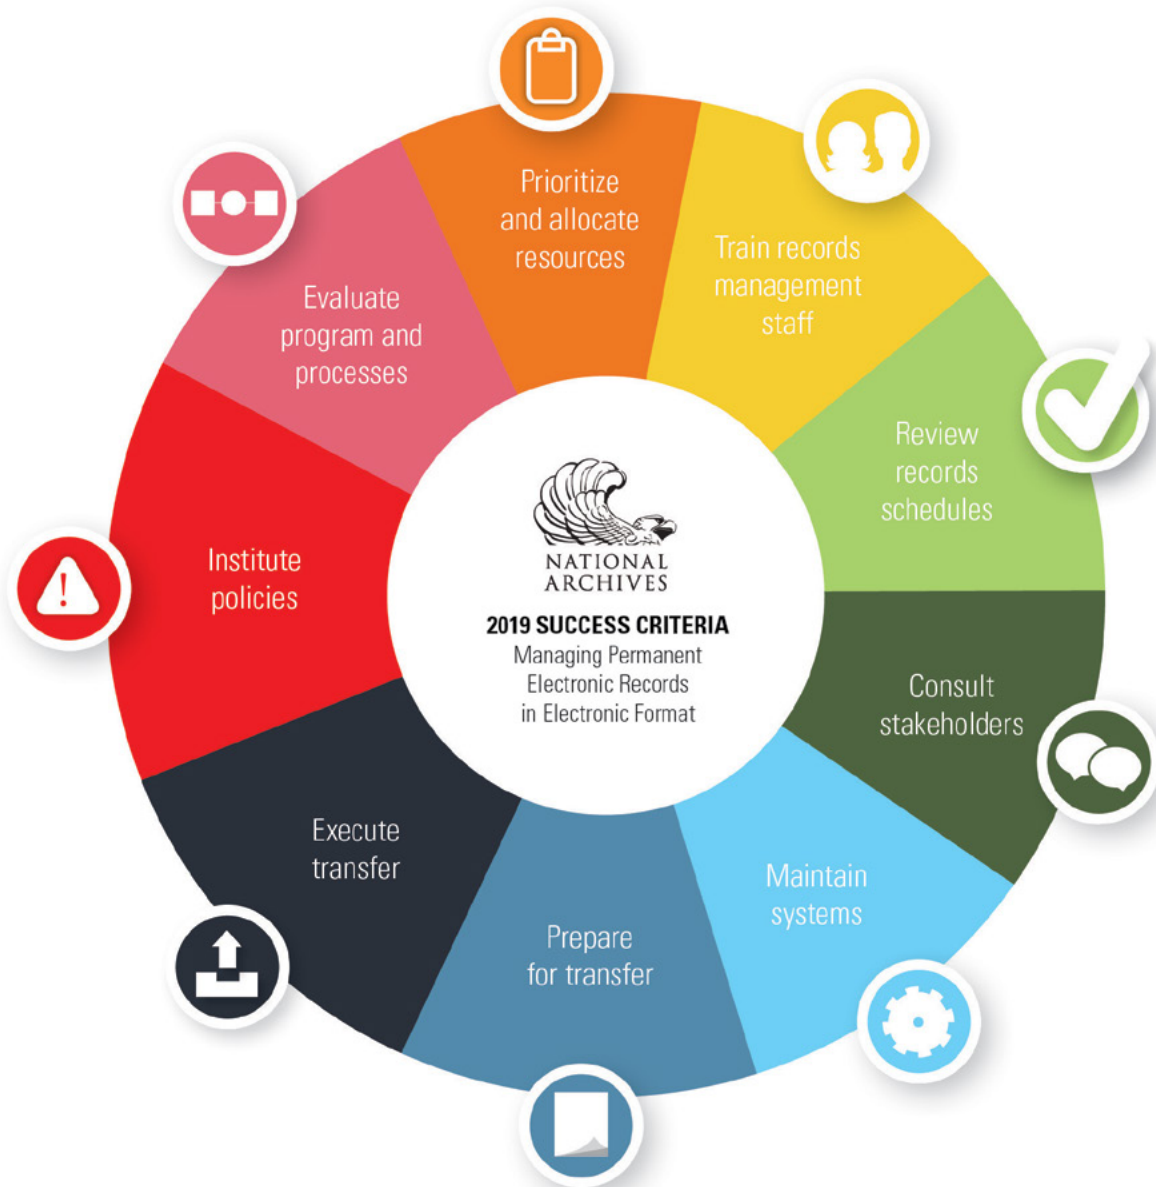 Prioritize
and allocate
resources
Train records
management
staff
Review
records
schedules
Consult
stakeholders
Maintain
systems
Prepare
for transfer
Execute
transfer
Institute
policies
!
Evaluate
program and
processes
NATIONAL
ARCHIVES
2019 SUCCESS CRITERIA
Managing Permanent
Electronic Records
in Electronic Format